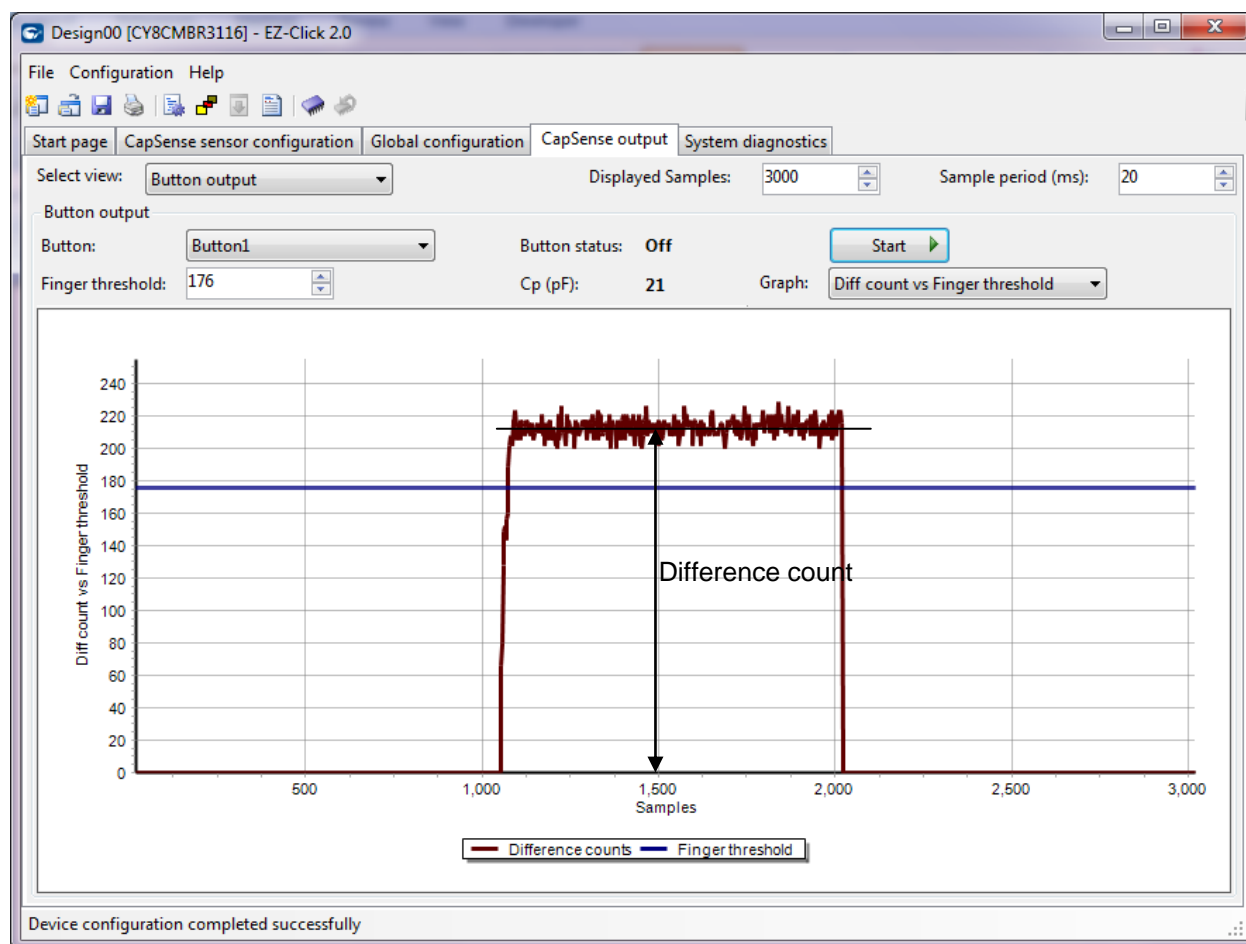 Design00 [CY8CMBR3116] - EZ-Click 2.0
File Configuration Help
Start page CapSense sensor configuration Global configuration CapSense output System diagnostics
Select view: Button output Displayed Samples: 3000 Sample period (ms): 20
Button output
Button: Button1 Button status: Off Start
Finger threshold: 176 Cp (pF): 21 Graph: Diff count vs Finger threshold
Diff count vs Finger threshold
240
220
200
180
160
140
120
100
80
60
40
20
0
Difference count
500 1,000 1,500 2,000 2,500 3,000
Samples
Difference counts Finger threshold
Device configuration completed successfully